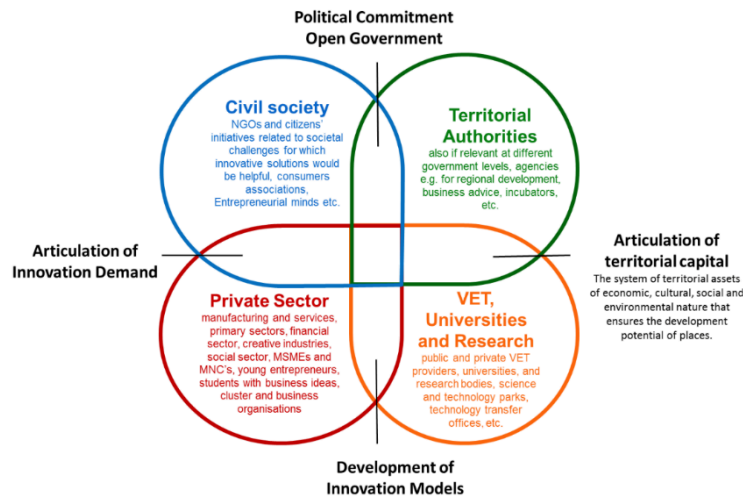 Political Commitment
Open Government
Civil society
NGOs and citizens'
initiatives related to societal
challenges for which
innovative solutions would
be helpful, consumers
associations,
Entrepreneurial minds etc.
Territorial
Authorities
also if relevant at different
government levels, agencies
e.g. for regional development,
business advice, incubators,
etc.
Articulation of
Innovation Demand
Articulation of
territorial capital
The system of territorial assets
of economic, cultural, social and
environmental nature that
ensures the development
potential of places.
Private Sector
manufacturing and services,
primary sectors, financial
sector, creative industries,
social sector, MSMEs and
MNC's, young entrepreneurs,
students with business ideas,
cluster and business
organisations
VET,
Universities
and Research
public and private VET
providers, universities, and
research bodies, science
and technology parks,
technology transfer
offices, etc.
Development of
Innovation Models